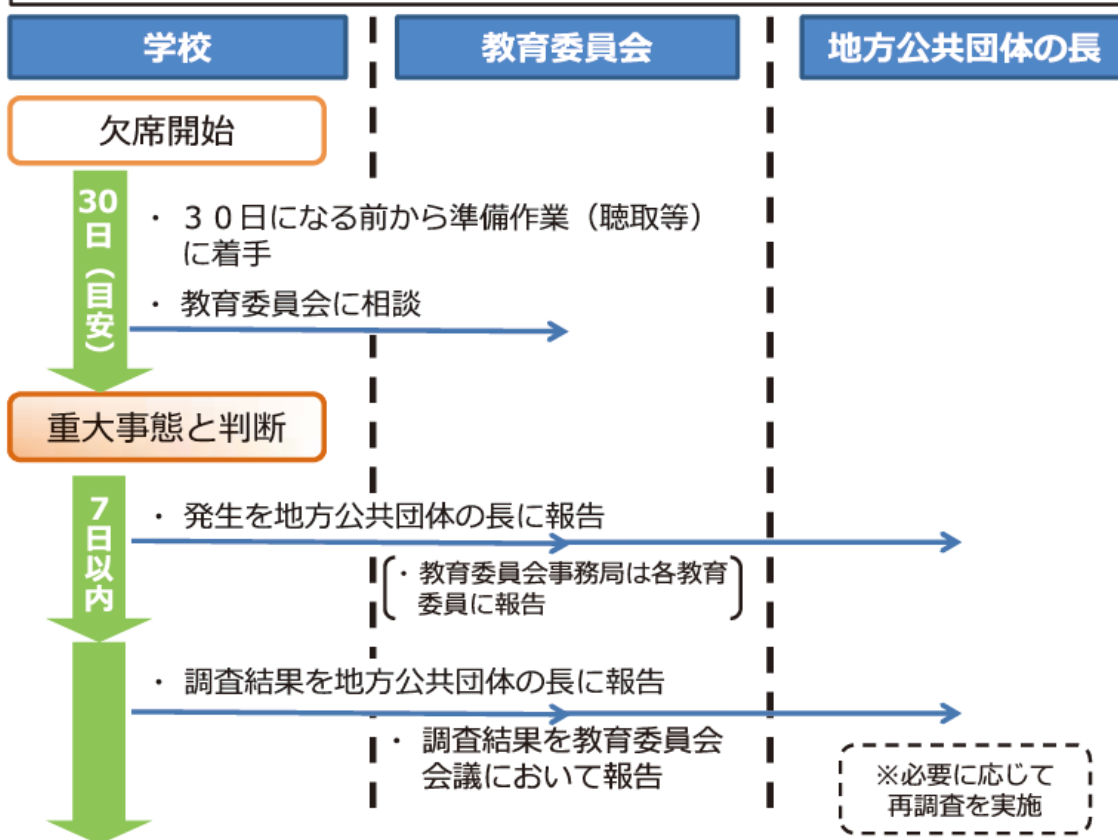 学校
教育委員会
地方公共団体の長
欠席開始
30日（目安）
・ ３０日になる前から準備作業（聴取等）
に着手
・ 教育委員会に相談
重大事態と判断
7日以内
・ 発生を地方公共団体の長に報告
・ 教育委員会事務局は各教育
委員に報告
・ 調査結果を地方公共団体の長に報告
・ 調査結果を教育委員会
会議において報告
※必要に応じて
再調査を実施